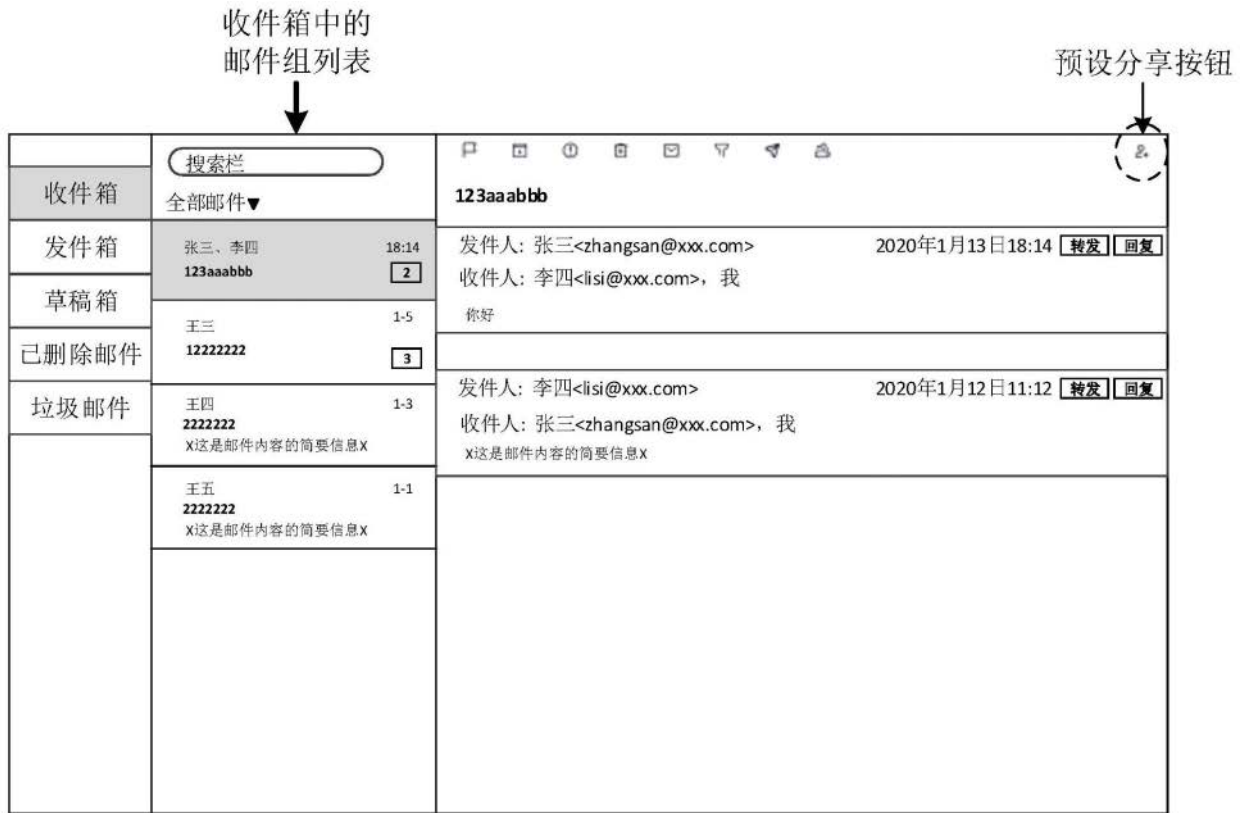 收件箱中的
邮件组列表
预设分享按钮
收件箱
发件箱
草稿箱
已删除邮件
垃圾邮件
搜索栏
全部邮件▼
张三、李四 18:14
123aaabbb 2
王三 1-5
12222222 3
王四 1-3
2222222
X这是邮件内容的简要信息X
王五 1-1
2222222
X这是邮件内容的简要信息X
123aaabbb
发件人: 张三<zhangsan@xxx.com> 2020年1月13日18:14 转发 回复
收件人: 李四<lisi@xxx.com>，我
你好
发件人: 李四<lisi@xxx.com> 2020年1月12日11:12 转发 回复
收件人: 张三<zhangsan@xxx.com>，我
X这是邮件内容的简要信息X